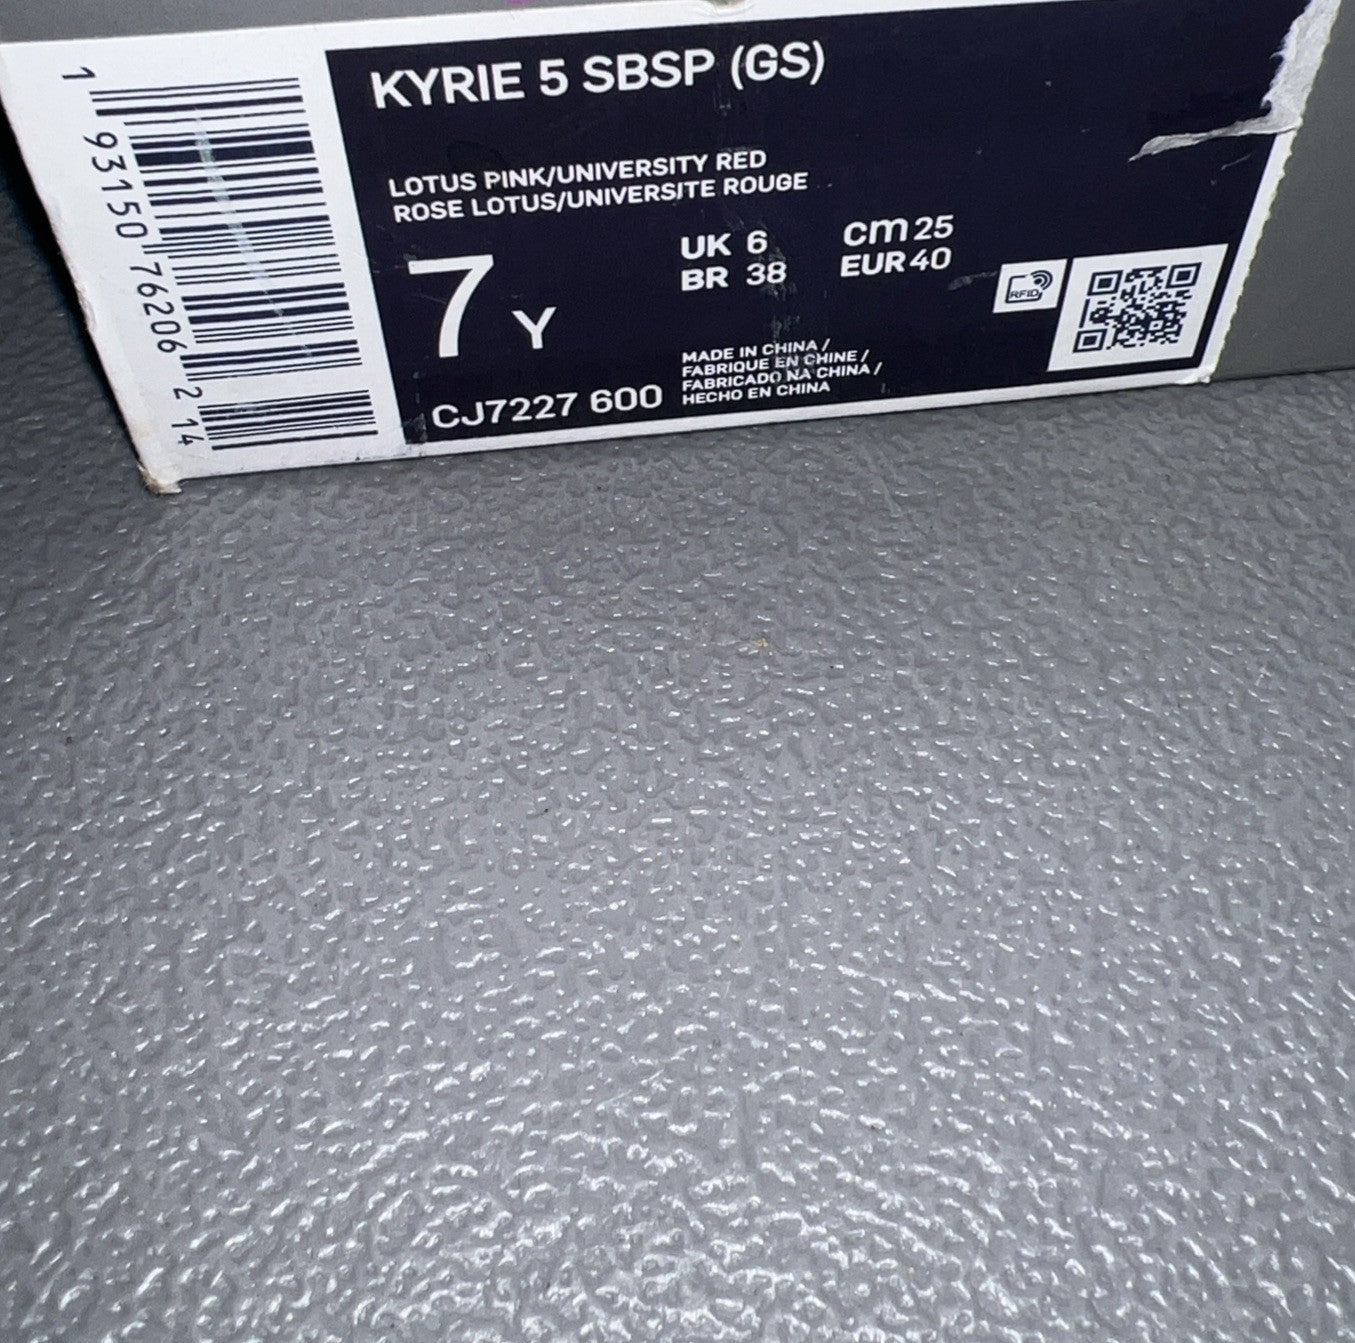 KYRIE 5 SBSP (GS)
LOTUS PINK/UNIVERSITY RED
ROSE LOTUS/UNIVERSITE ROUGE
7 Y
UK 6
BR 38
cm 25
EUR 40
RFID
CJ7227 600
MADE IN CHINA /
FABRIQUE EN CHINE /
FABRICADO NA CHINA /
HECHO EN CHINA
1 93150 76206 2 14